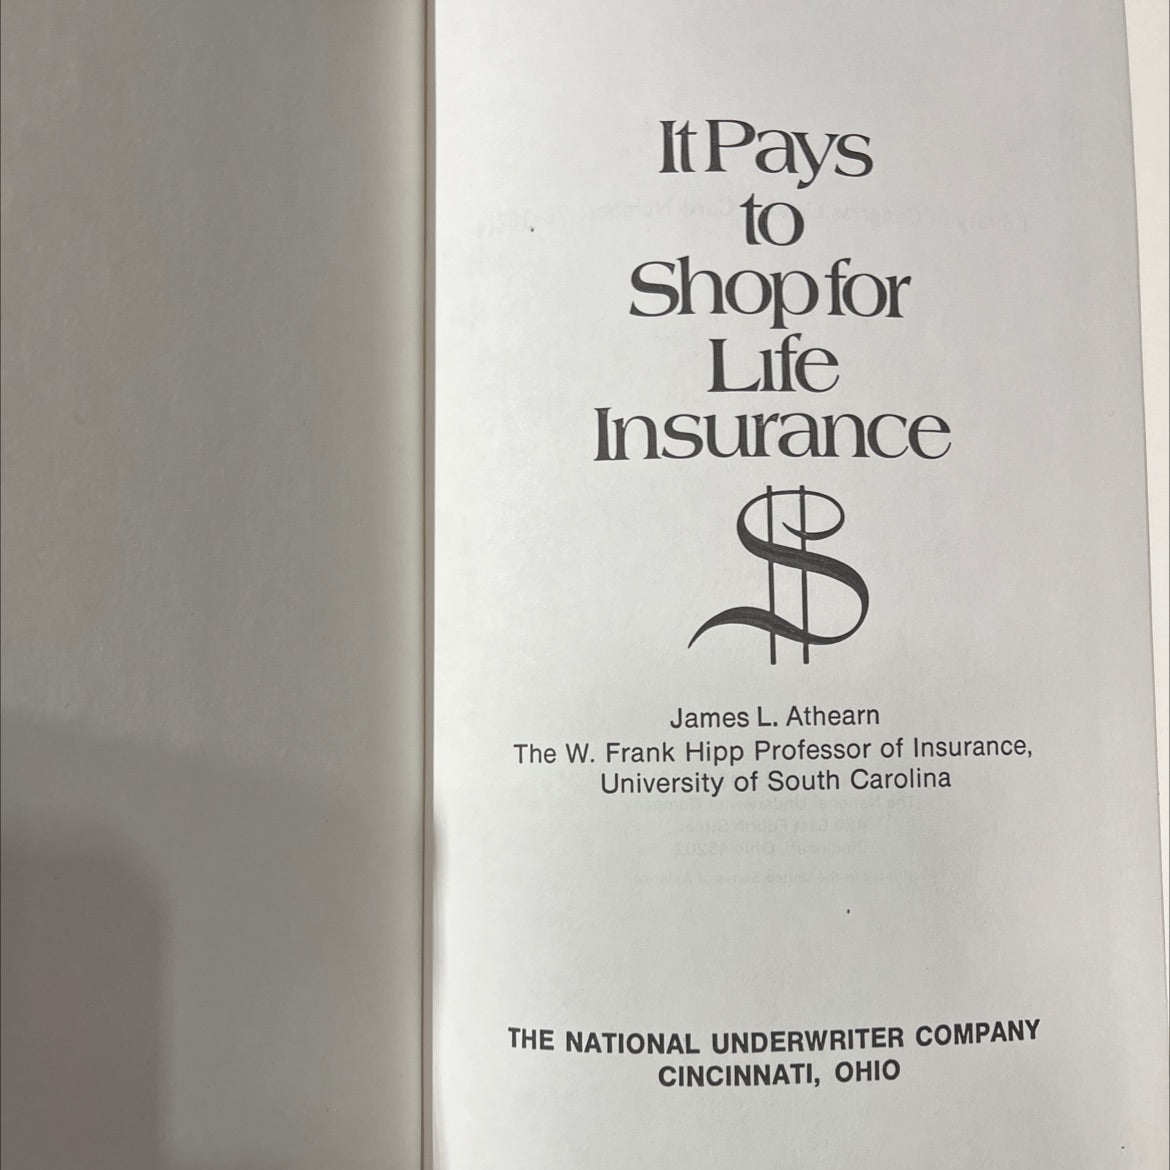 It Pays
to
Shop for
Life
Insurance
$
James L. Athearn
The W. Frank Hipp Professor of Insurance,
University of South Carolina
THE NATIONAL UNDERWRITER COMPANY
CINCINNATI, OHIO